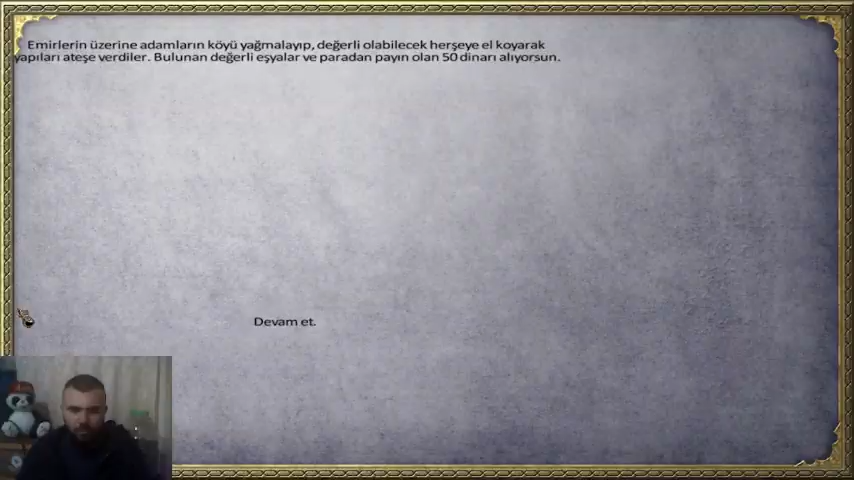 Emirlerin üzerine adamların köyü yağmalayıp, değerli olabilecek herşeye el koyarak
yapıları ateşe verdiler. Bulunan değerli eşyalar ve paradan payın olan 50 dinarı alıyorsun.
Devam et.